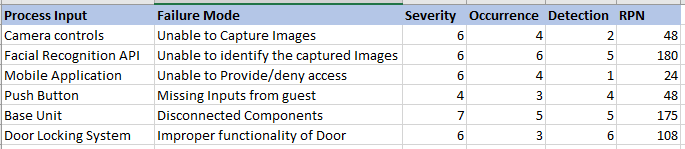 Process Input Failure Mode Severity Occurrence Detection RPN
Camera controls Unable to Capture Images 6 4 2 48
Facial Recognition API Unable to identify the captured Images 6 6 5 180
Mobile Application Unable to Provide/deny access 6 4 1 24
Push Button Missing Inputs from guest 4 3 4 48
Base Unit Disconnected Components 7 5 5 175
Door Locking System Improper functionality of Door 6 3 6 108